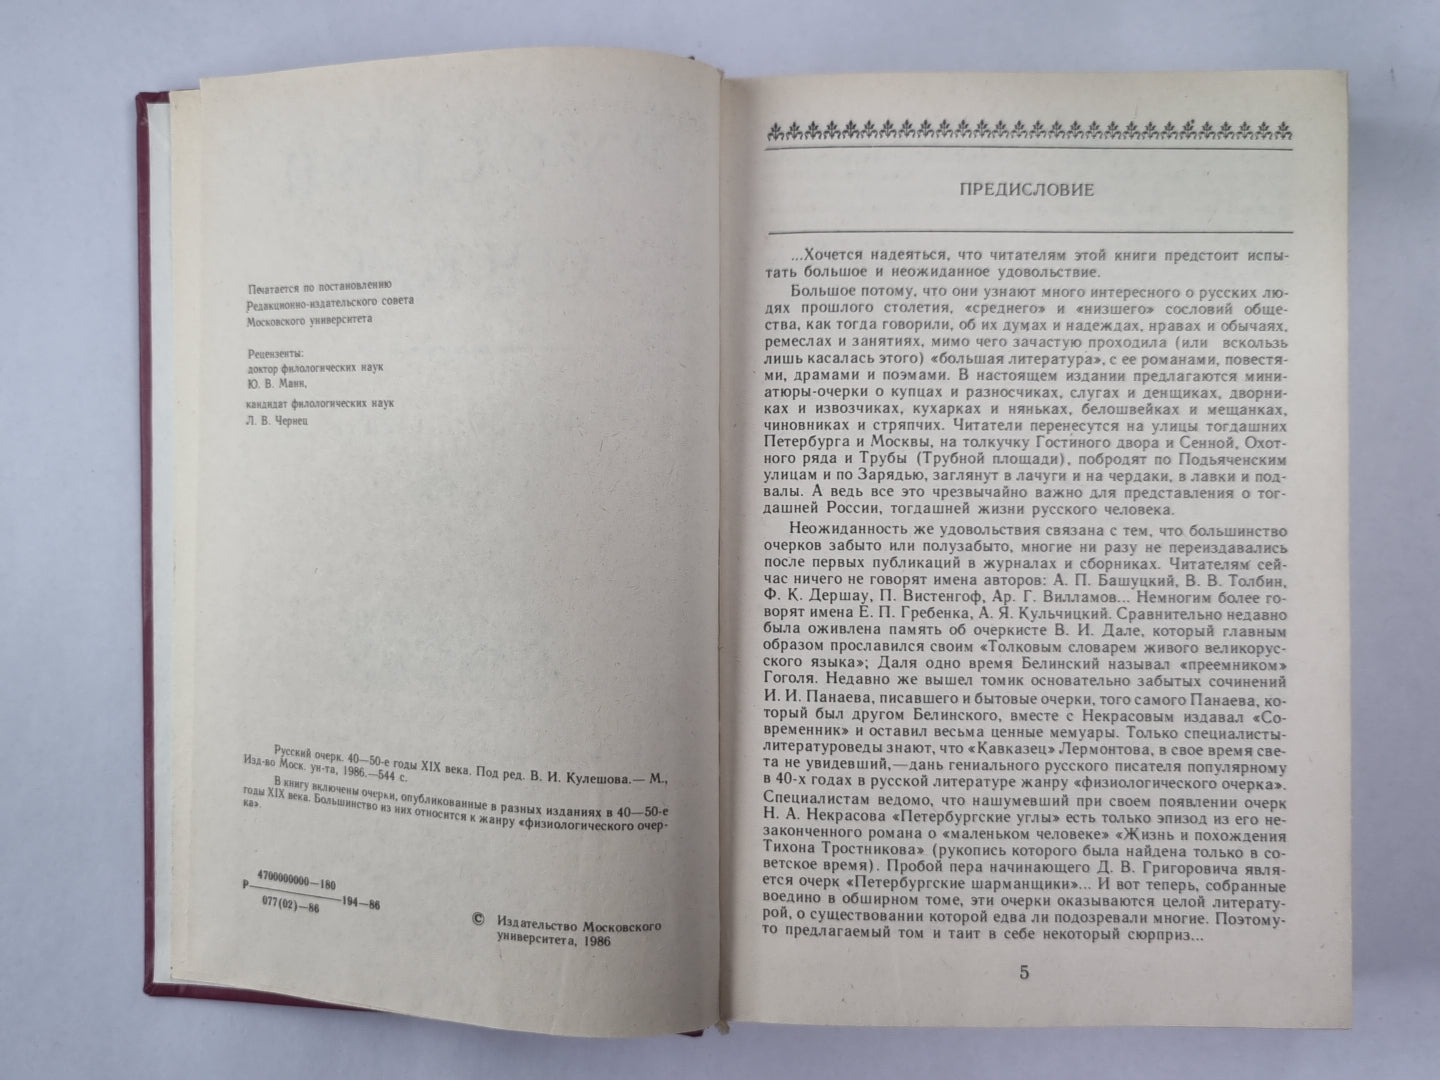 Печатается по постановлению
Редакционно-издательского совета
Московского университета
Рецензенты:
доктор филологических наук
Ю. В. Манн,
кандидат филологических наук
Л. В. Чернец
Русский очерк. 40—50-е годы XIX века. Под ред. В. И. Кулешова.— М.,
Изд-во Моск. ун-та, 1986.—544 с.
В книгу включены очерки, опубликованные в разных изданиях в 40—50-е
годы XIX века. Большинство из них относится к жанру «физиологического очер-
ка».
4700000000—180
Р—194—86
077(02)—86
© Издательство Московского
университета, 1986
ПРЕДИСЛОВИЕ
...Хочется надеяться, что читателям этой книги предстоит испы-
тать большое и неожиданное удовольствие.
Большое потому, что они узнают много интересного о русских лю-
дях прошлого столетия, «среднего» и «низшего» сословий обще-
ства, как тогда говорили, об их думах и надеждах, нравах и обычаях,
ремеслах и занятиях, мимо чего зачастую проходила (или вскользь
лишь касалась этого) «большая литература», с ее романами, повестя-
ми, драмами и поэмами. В настоящем издании предлагаются мини-
атюры-очерки о купцах и разносчиках, слугах и денщиках, дворни-
ках и извозчиках, кухарках и няньках, белошвейках и мещанках,
чиновниках и стряпчих. Читатели перенесутся на улицы тогдашних
Петербурга и Москвы, на толкучку Гостиного двора и Сенной, Охот-
ного ряда и Трубы (Трубной площади), побродят по Подьяченским
улицам и по Зарядью, заглянут в лачуги и на чердаки, в лавки и под-
валы. А ведь все это чрезвычайно важно для представления о тог-
дашней России, тогдашней жизни русского человека.
Неожиданность же удовольствия связана с тем, что большинство
очерков забыто или полузабыто, многие ни разу не переиздавались
после первых публикаций в журналах и сборниках. Читателям сей-
час ничего не говорят имена авторов: А. П. Башуцкий, В. В. Толбин,
Ф. К. Дершау, П. Вистенгоф, Ар. Г. Вилламов... Немногим более го-
ворят имена Е. П. Гребенка, А. Я. Кульчицкий. Сравнительно недавно
была оживлена память об очеркисте В. И. Дале, который главным
образом прославился своим «Толковым словарем живого великорус-
ского языка»; Даля одно время Белинский называл «преемником»
Гоголя. Недавно же вышел томик основательно забытых сочинений
И. И. Панаева, писавшего и бытовые очерки, того самого Панаева, ко-
торый был другом Белинского, вместе с Некрасовым издавал «Со-
временник» и оставил весьма ценные мемуары. Только специалисты-
литературоведы знают, что «Кавказец» Лермонтова, в свое время све-
та не увидевший,—дань гениального русского писателя популярному
в 40-х годах в русской литературе жанру «физиологического очерка».
Специалистам ведомо, что нашумевший при своем появлении очерк
Н. А. Некрасова «Петербургские углы» есть только эпизод из его не-
законченного романа о «маленьком человеке» «Жизнь и похождения
Тихона Тростникова» (рукопись которого была найдена только в со-
ветское время). Пробой пера начинающего Д. В. Григоровича явля-
ется очерк «Петербургские шарманщики»... И вот теперь, собранные
воедино в обширном томе, эти очерки оказываются целой литерату-
рой, о существовании которой едва ли подозревали многие. Поэтому-
то предлагаемый том и таит в себе некоторый сюрприз...
5